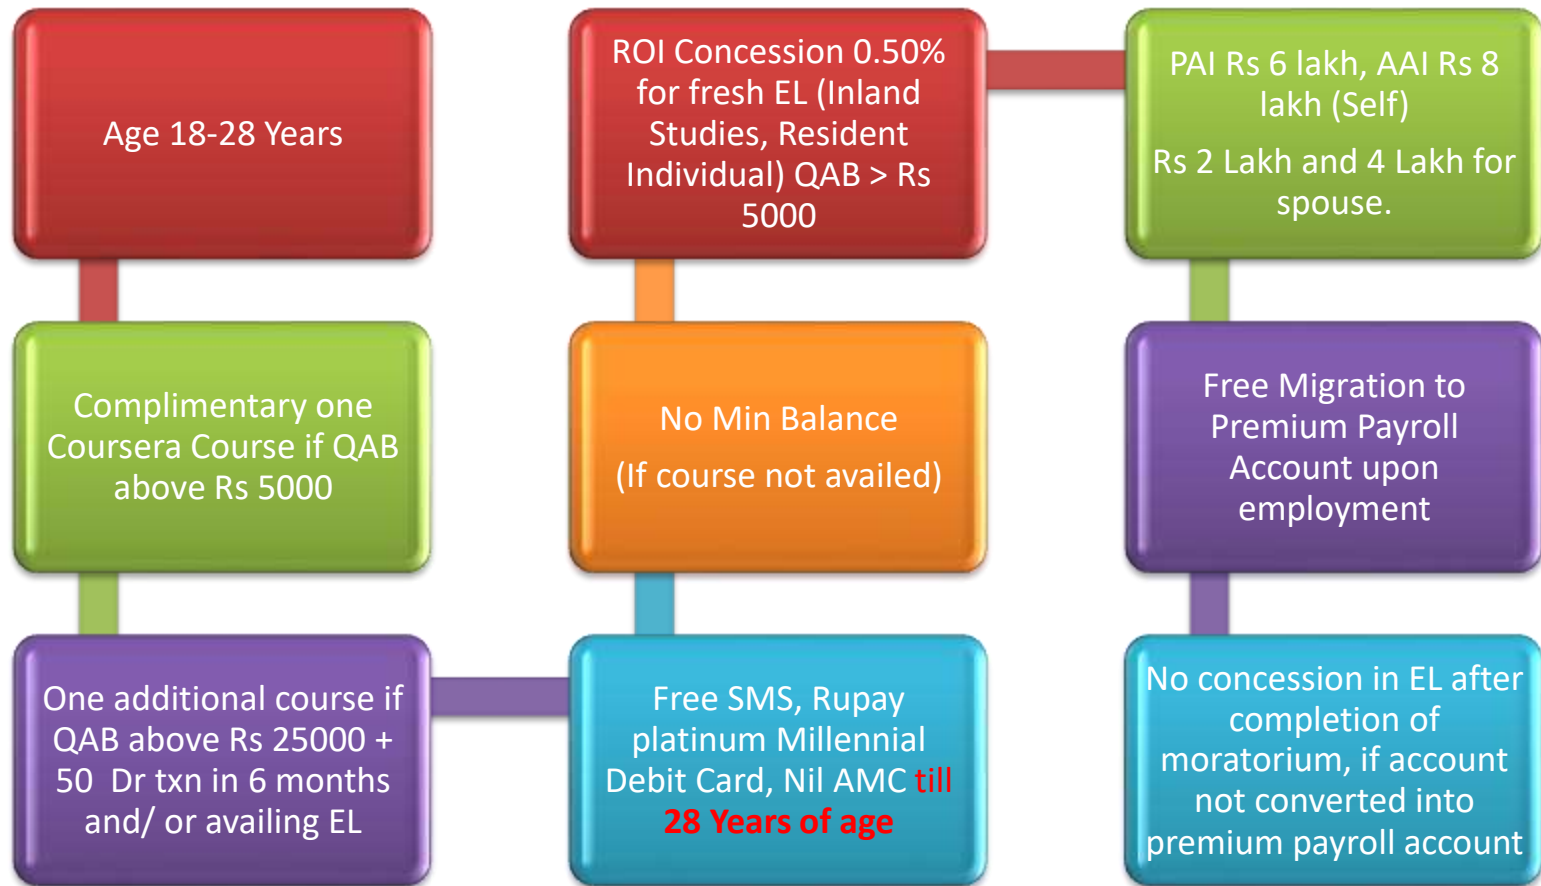 Age 18-28 Years
Complimentary one
Coursera Course if QAB
above Rs 5000
One additional course if
QAB above Rs 25000 +
50 Dr txn in 6 months
and/ or availing EL
Free SMS, Rupay
platinum Millennial
Debit Card, Nil AMC till
28 Years of age
No Min Balance
(If course not availed)
ROI Concession 0.50%
for fresh EL (Inland
Studies, Resident
Individual) QAB > Rs
5000
PAI Rs 6 lakh, AAI Rs 8
lakh (Self)
Rs 2 Lakh and 4 Lakh for
spouse.
Free Migration to
Premium Payroll
Account upon
employment
No concession in EL after
completion of
moratorium, if account
not converted into
premium payroll account